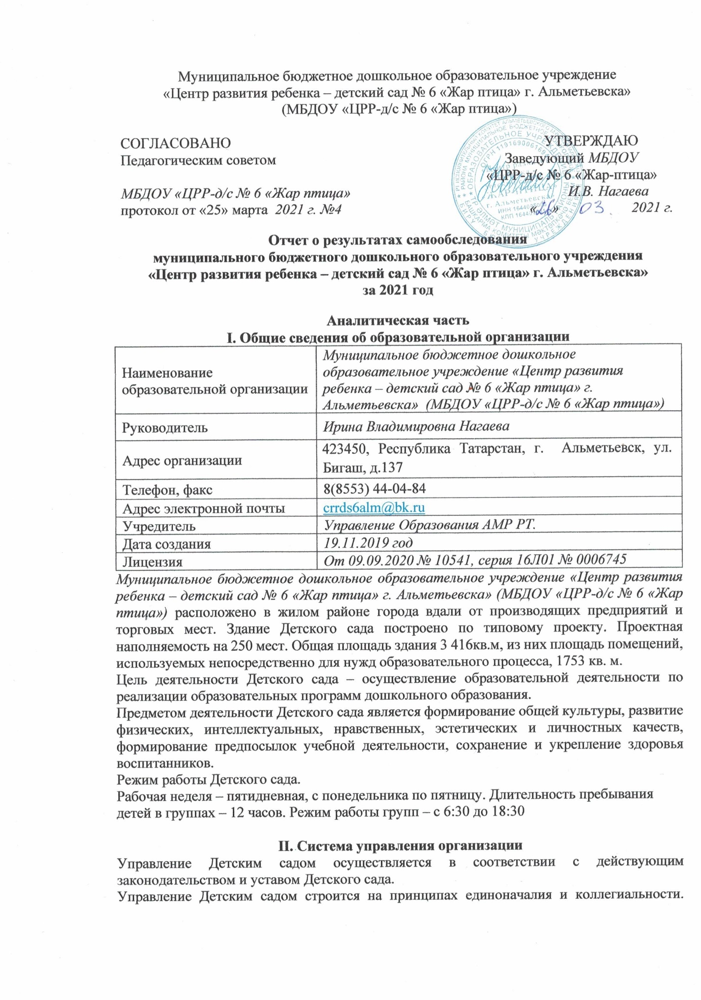 Муниципальное бюджетное дошкольное образовательное учреждение
«Центр развития ребенка – детский сад № 6 «Жар птица» г. Альметьевска»
(МБДОУ «ЦРР-д/с № 6 «Жар птица»)
СОГЛАСОВАНО
Педагогическим советом
МБДОУ «ЦРР-д/с № 6 «Жар птица»
протокол от «25» марта 2021 г. №4
УТВЕРЖДАЮ
Заведующий МБДОУ
«ЦРР-д/с № 6 «Жар-птица»
И.В. Нагаева
«26» 03. 2021 г.
г. Альметьевска
Отчет о результатах самообследования
муниципального бюджетного дошкольного образовательного учреждения
«Центр развития ребенка – детский сад № 6 «Жар птица» г. Альметьевска»
за 2021 год
Аналитическая часть
I. Общие сведения об образовательной организации
Наименование
образовательной организации
Муниципальное бюджетное дошкольное
образовательное учреждение «Центр развития
ребенка – детский сад № 6 «Жар птица» г.
Альметьевска» (МБДОУ «ЦРР-д/с № 6 «Жар птица»)
Руководитель
Ирина Владимировна Нагаева
Адрес организации
423450, Республика Татарстан, г. Альметьевск, ул.
Бигаш, д.137
Телефон, факс
8(8553) 44-04-84
Адрес электронной почты
crrds6alm@bk.ru
Учредитель
Управление Образования АМР РТ.
Дата создания
19.11.2019 год
Лицензия
От 09.09.2020 № 10541, серия 16Л01 № 0006745
Муниципальное бюджетное дошкольное образовательное учреждение «Центр развития
ребенка – детский сад № 6 «Жар птица» г. Альметьевска» (МБДОУ «ЦРР-д/с № 6 «Жар
птица») расположено в жилом районе города вдали от производящих предприятий и
торговых мест. Здание Детского сада построено по типовому проекту. Проектная
наполняемость на 250 мест. Общая площадь здания 3 416кв.м, из них площадь помещений,
используемых непосредственно для нужд образовательного процесса, 1753 кв. м.
Цель деятельности Детского сада – осуществление образовательной деятельности по
реализации образовательных программ дошкольного образования.
Предметом деятельности Детского сада является формирование общей культуры, развитие
физических, интеллектуальных, нравственных, эстетических и личностных качеств,
формирование предпосылок учебной деятельности, сохранение и укрепление здоровья
воспитанников.
Режим работы Детского сада.
Рабочая неделя – пятидневная, с понедельника по пятницу. Длительность пребывания
детей в группах – 12 часов. Режим работы групп – с 6:30 до 18:30
II. Система управления организации
Управление Детским садом осуществляется в соответствии с действующим
законодательством и уставом Детского сада.
Управление Детским садом строится на принципах единоначалия и коллегиальности.